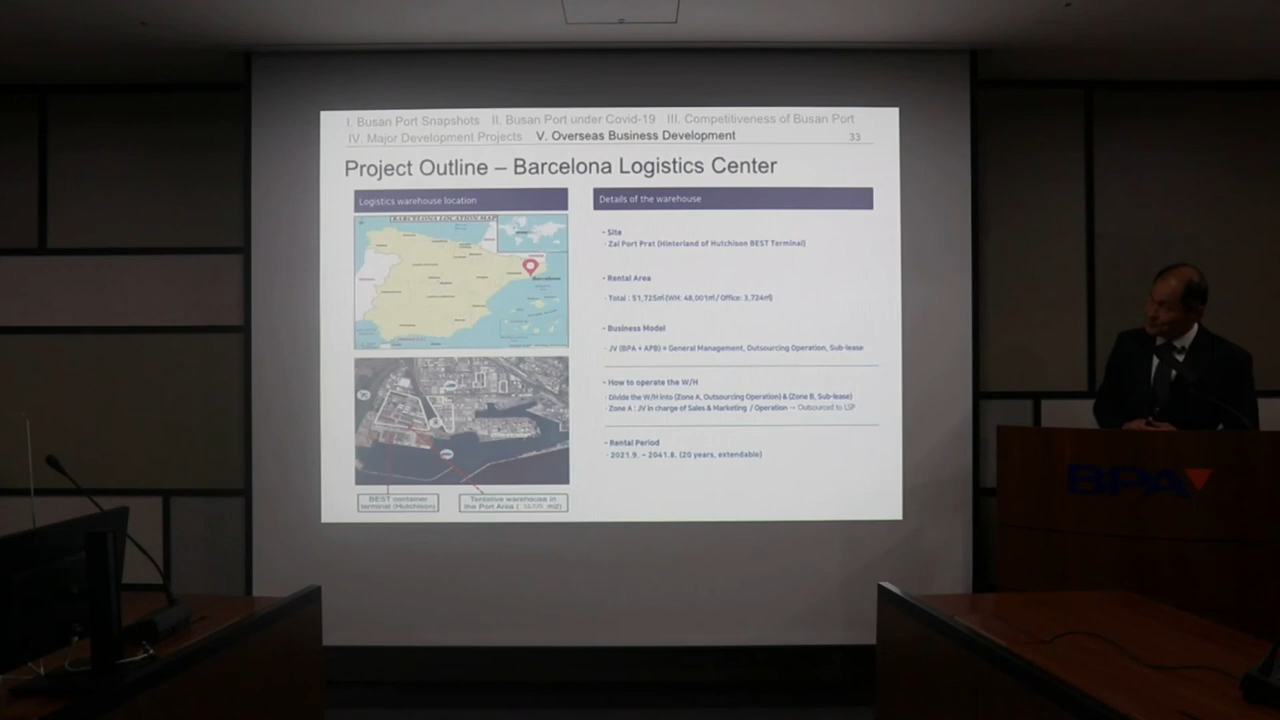 I. Busan Port Snapshots II. Busan Port under Covid-19 III. Competitiveness of Busan Port
IV. Major Development Projects V. Overseas Business Development 33
Project Outline – Barcelona Logistics Center
Logistics warehouse location
BARCELONA LOCATION MAP
Barcelona
BEST container
terminal (Hutchison)
Tentative warehouse in
the Port Area ( m2)
Details of the warehouse
- Site
· Zal Port Prat (Hinterland of Hutchison BEST Terminal)
- Rental Area
· Total : 51,725㎡ (WH: 48,001㎡ / Office: 3,724㎡)
- Business Model
· JV (BPA + APB) = General Management, Outsourcing Operation, Sub-lease
- How to operate the W/H
· Divide the W/H into (Zone A, Outsourcing Operation) & (Zone B, Sub-lease)
· Zone A : JV in charge of Sales & Marketing / Operation → Outsourced to LSP
- Rental Period
· 2021.9. ~ 2041.8. (20 years, extendable)
BPA